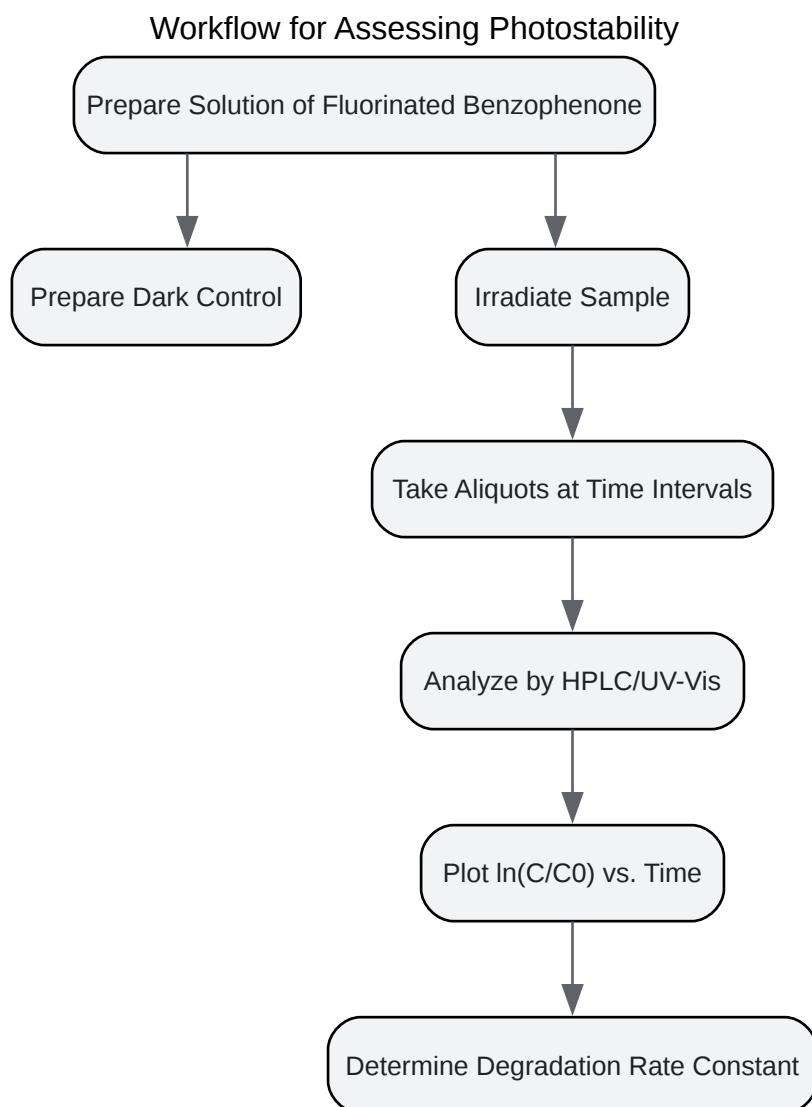 Workflow for Assessing Photostability
Prepare Solution of Fluorinated Benzophenone
Prepare Dark Control
Irradiate Sample
Take Aliquots at Time Intervals
Analyze by HPLC/UV-Vis
Plot ln(C/C0) vs. Time
Determine Degradation Rate Constant